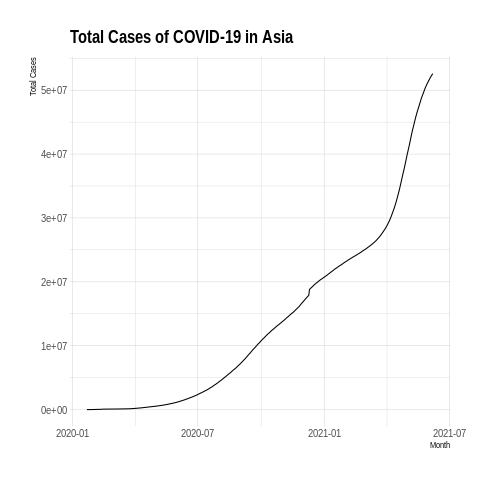 Total Cases of COVID-19 in Asia
Total Cases
5e+07
4e+07
3e+07
2e+07
1e+07
0e+00
2020-01 2020-07 2021-01 2021-07
Month